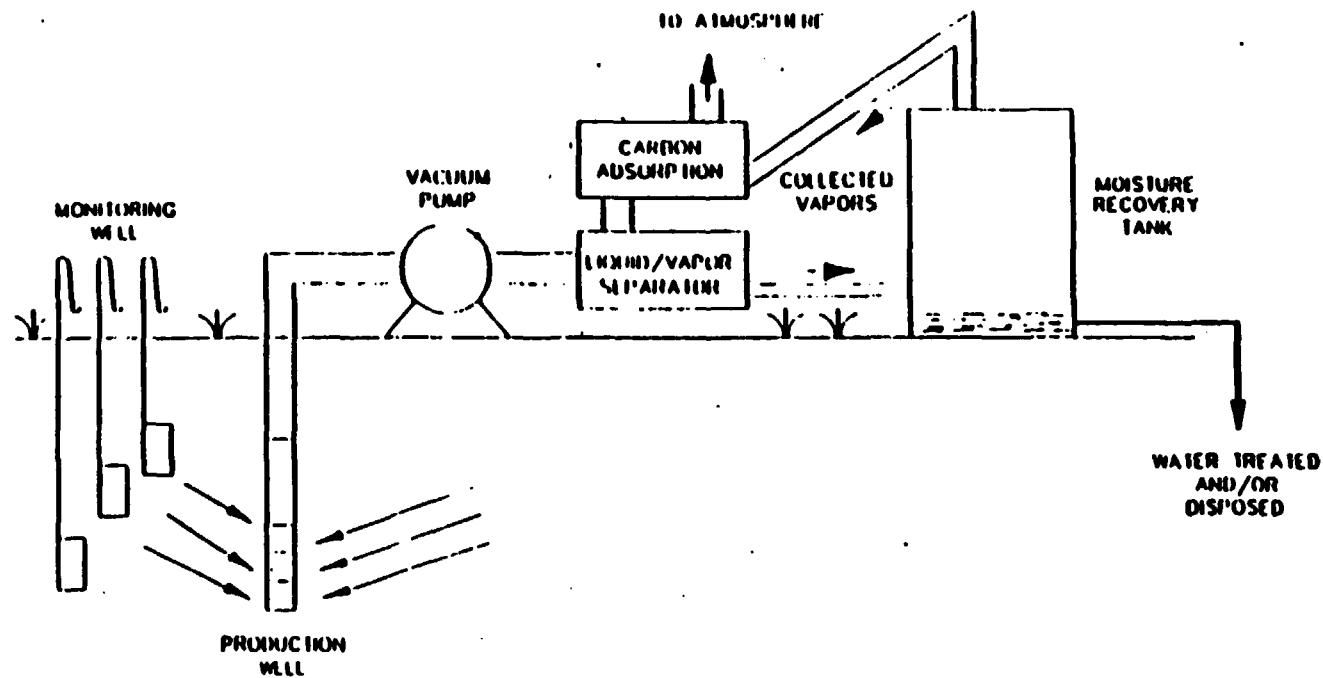 TO ATMOSPHERE
CARBON
ADSORPTION
VACUUM
PUMP
COLLECTED
VAPORS
MOISTURE
RECOVERY
TANK
MONITORING
WELL
LIQUID/VAPOR
SEPARATOR
WATER TREATED
AND/OR
DISPOSED
PRODUCTION
WELL